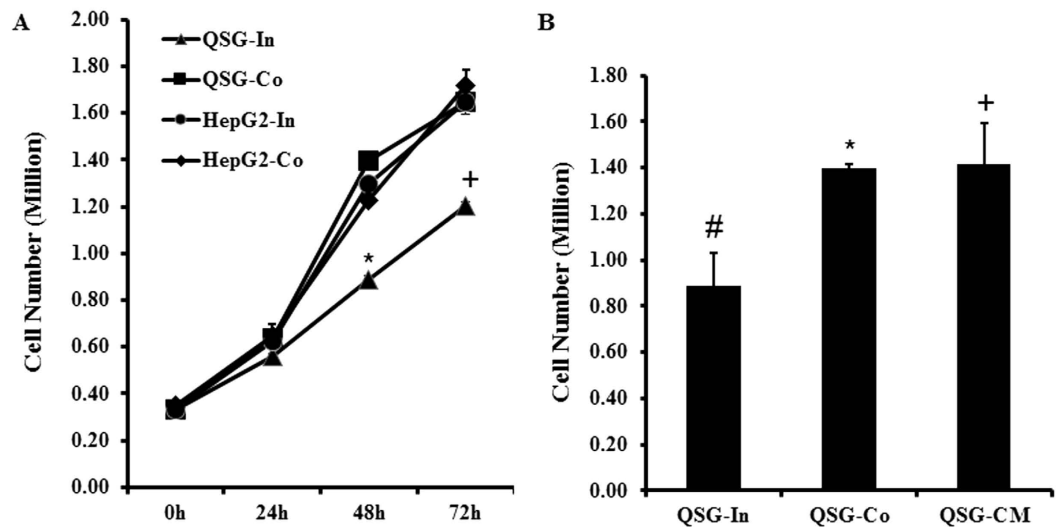 A
Cell Number (Million)
2.00
1.80
1.60
1.40
1.20
1.00
0.80
0.60
0.40
0.20
0.00
QSG-In
QSG-Co
HepG2-In
HepG2-Co
*
+
0h 24h 48h 72h
B
Cell Number (Million)
1.80
1.60
1.40
1.20
1.00
0.80
0.60
0.40
0.20
0.00
#
*
+
QSG-In QSG-Co QSG-CM